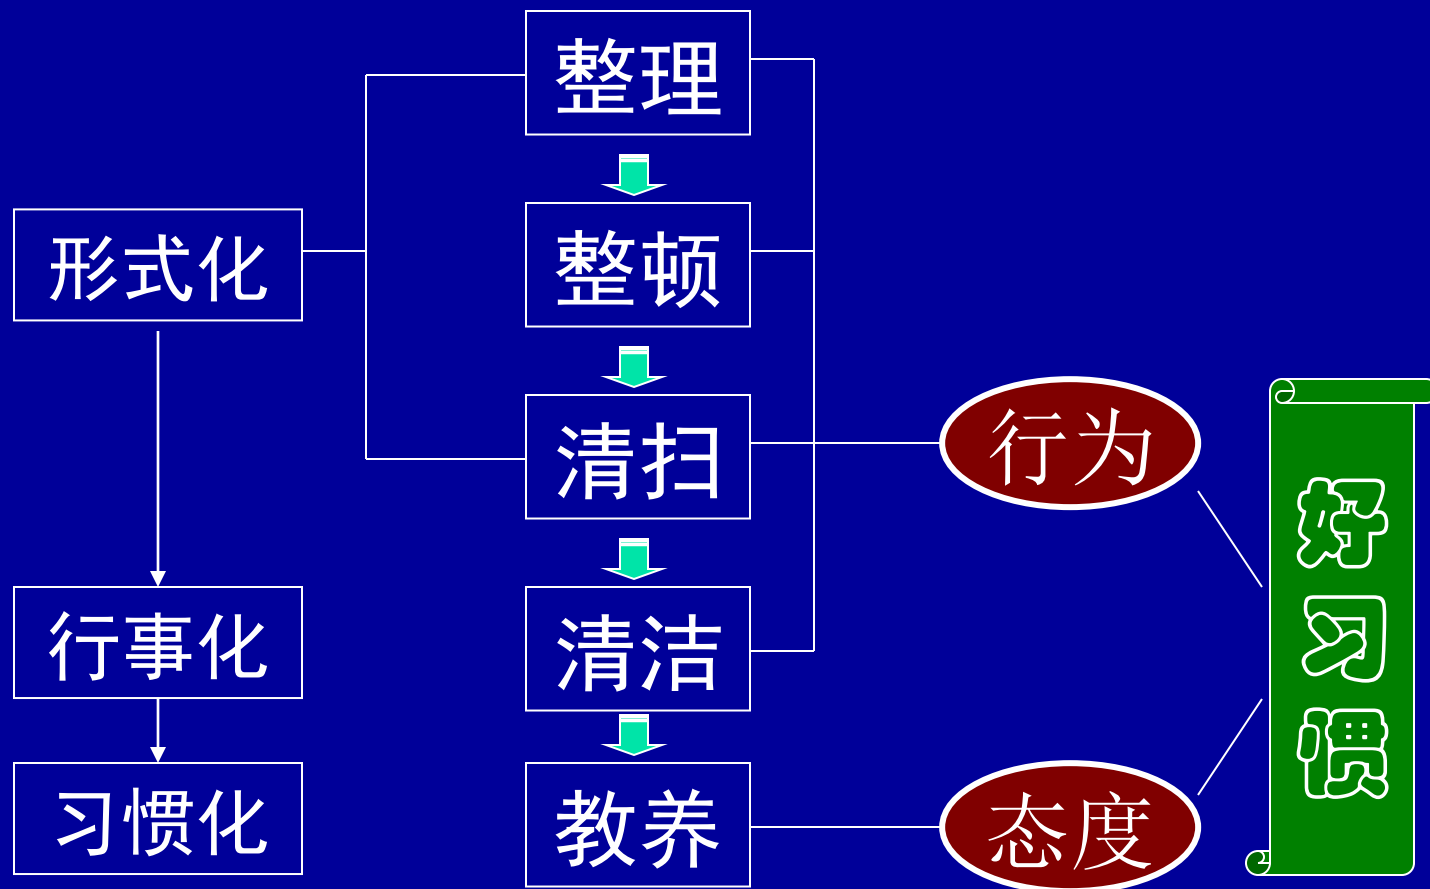 整理
整顿
形式化
清扫
行为
清洁
行事化
习惯化
教养
态度
好
习
惯